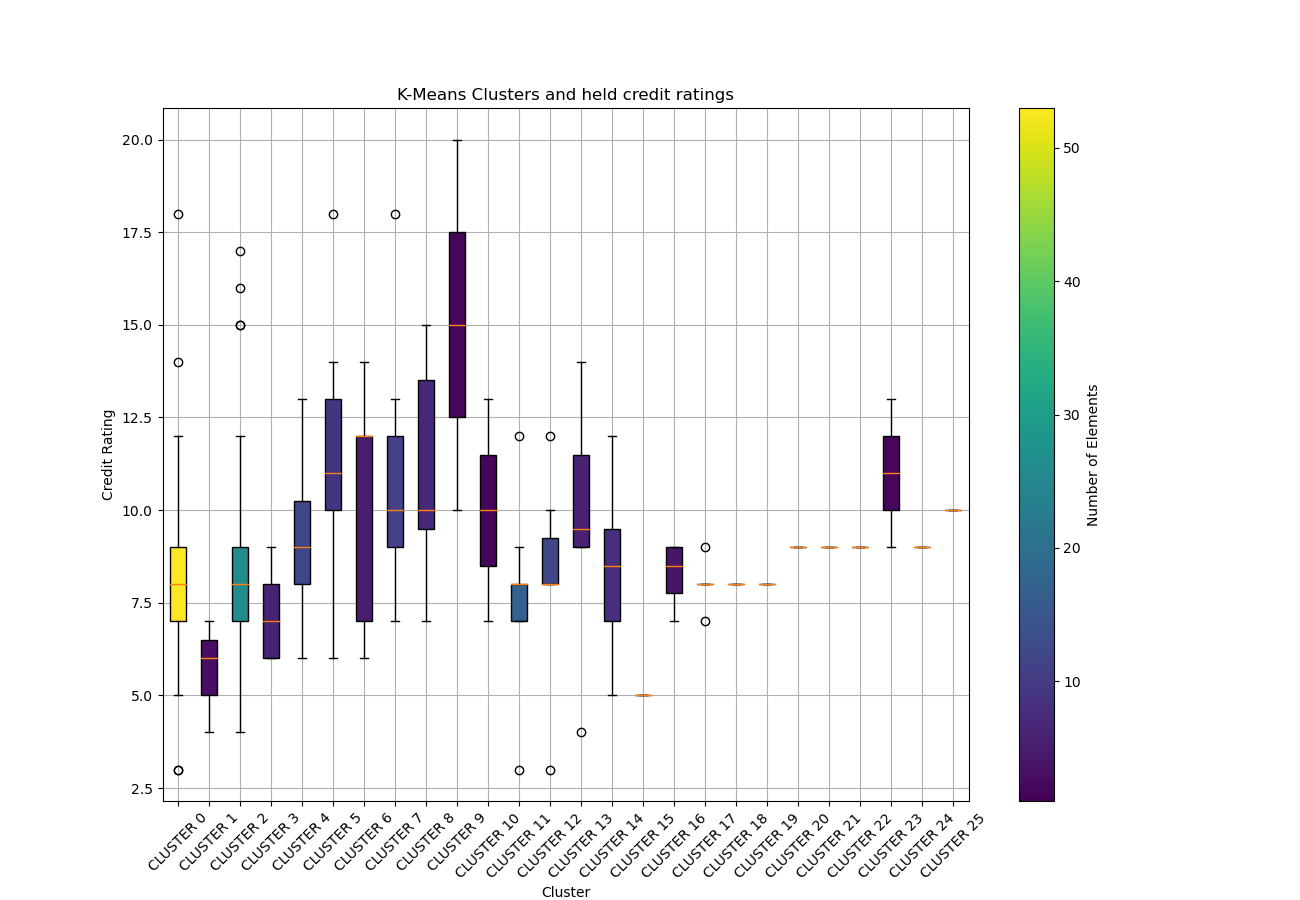 K-Means Clusters and held credit ratings
Credit Rating
20.0
17.5
15.0
12.5
10.0
7.5
5.0
2.5
CLUSTER 0
CLUSTER 1
CLUSTER 2
CLUSTER 3
CLUSTER 4
CLUSTER 5
CLUSTER 6
CLUSTER 7
CLUSTER 8
CLUSTER 9
CLUSTER 10
CLUSTER 11
CLUSTER 12
CLUSTER 13
CLUSTER 14
CLUSTER 15
CLUSTER 16
CLUSTER 17
CLUSTER 18
CLUSTER 19
CLUSTER 20
CLUSTER 21
CLUSTER 22
CLUSTER 23
CLUSTER 24
CLUSTER 25
Cluster
50
40
30
20
10
Number of Elements